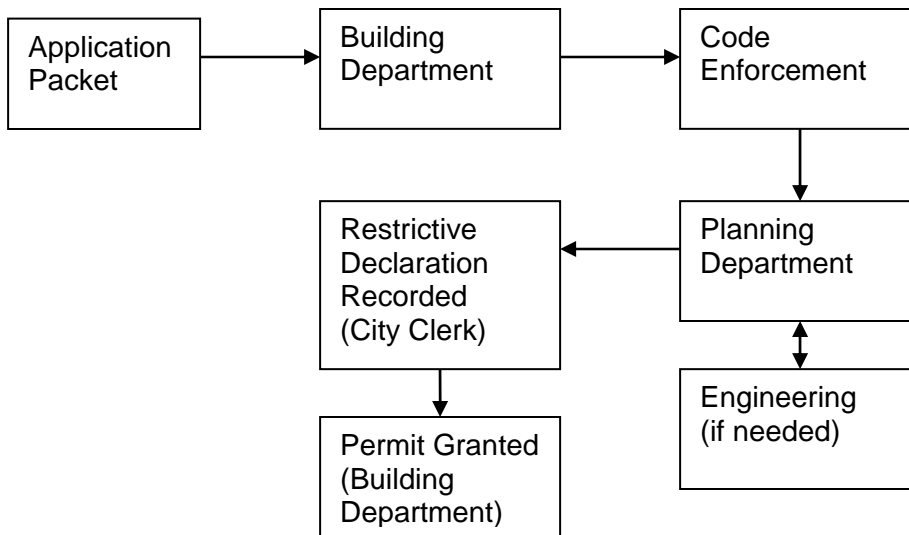 Application
Packet
Building
Department
Code
Enforcement
Restrictive
Declaration
Recorded
(City Clerk)
Planning
Department
Engineering
(if needed)
Permit Granted
(Building
Department)